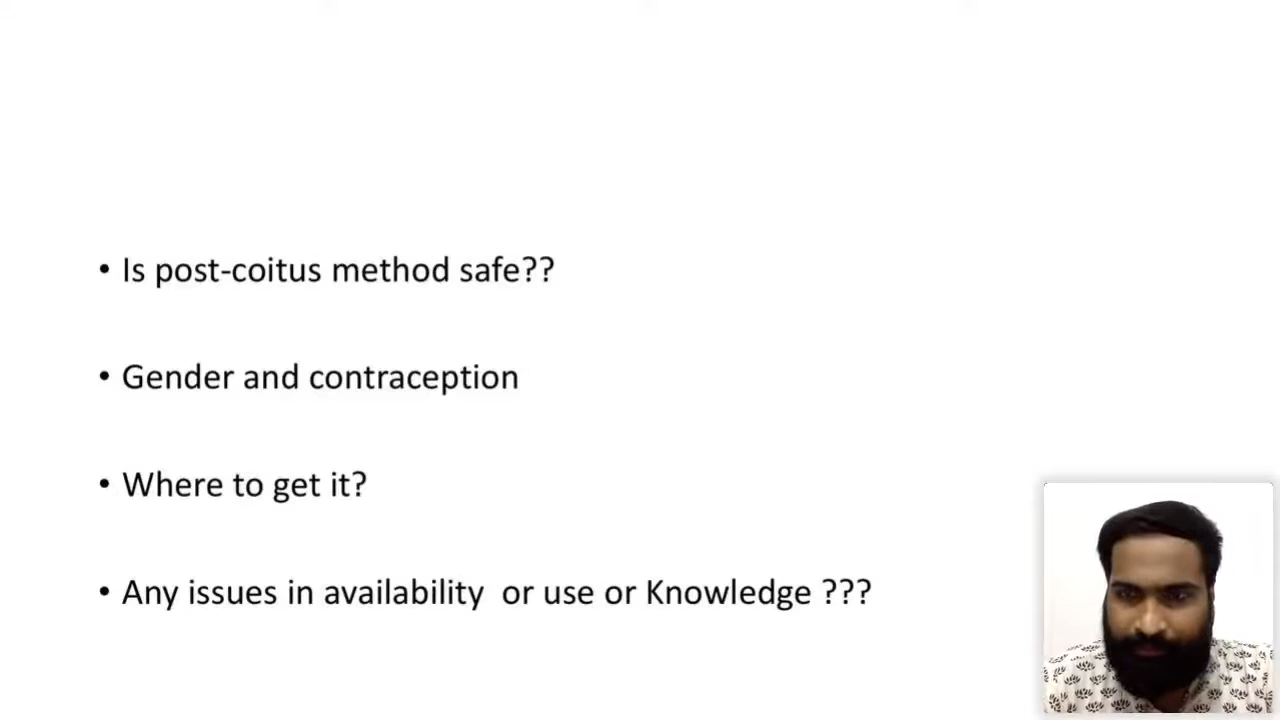 • Is post-coitus method safe??
• Gender and contraception
• Where to get it?
• Any issues in availability  or use or Knowledge ???